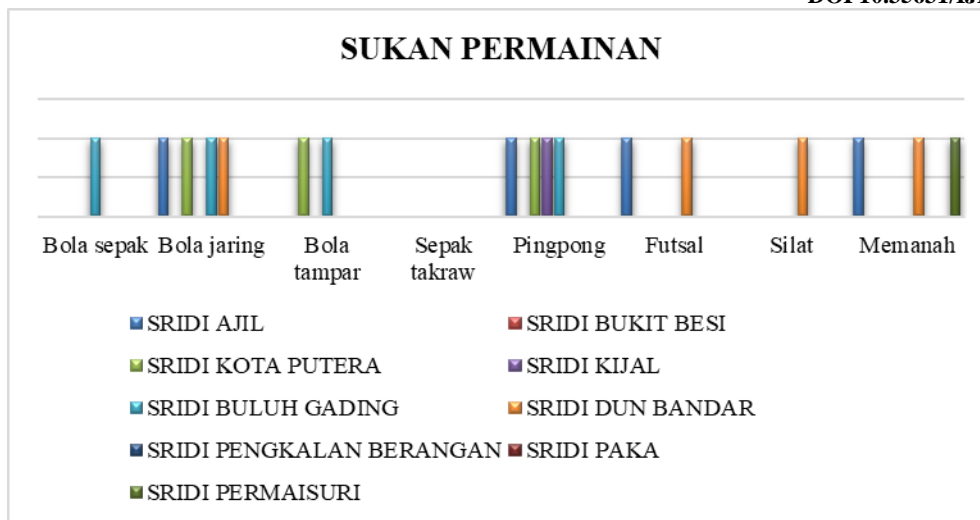 SUKAN PERMAINAN
Bola sepak Bola jaring Bola tampar Sepak takraw Pingpong Futsal Silat Memanah
SRIDI AJIL SRIDI BUKIT BESI
SRIDI KOTA PUTERA SRIDI KIJAL
SRIDI BULUH GADING SRIDI DUN BANDAR
SRIDI PENGKALAN BERANGAN SRIDI PAKA
SRIDI PERMAISURI